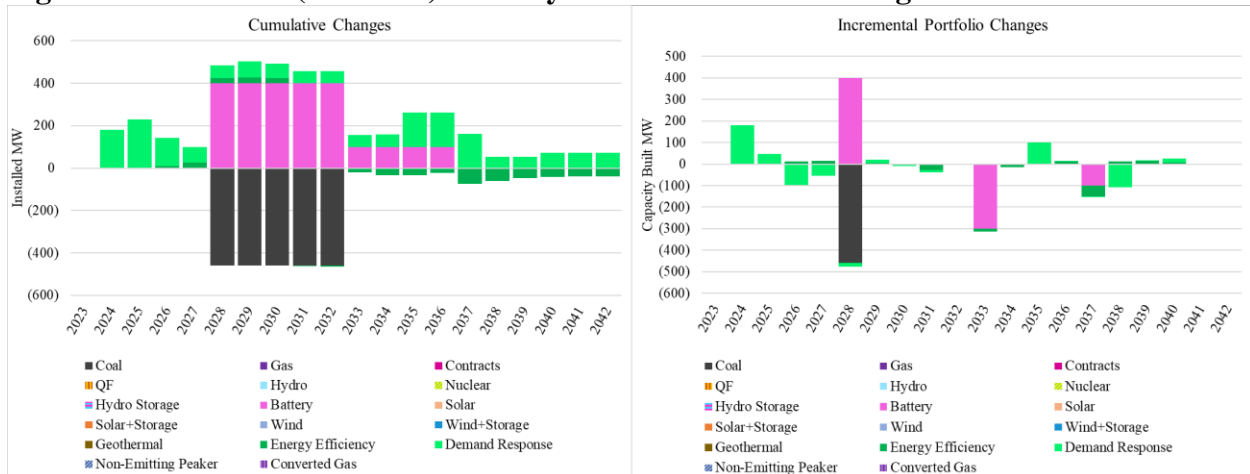 Cumulative Changes
Installed MW
600
400
200
0
(200)
(400)
(600)
2023 2024 2025 2026 2027 2028 2029 2030 2031 2032 2033 2034 2035 2036 2037 2038 2039 2040 2041 2042
Coal Gas Contracts
QF Hydro Nuclear
Hydro Storage Battery Solar
Solar+Storage Wind Wind+Storage
Geothermal Energy Efficiency Demand Response
Non-Emitting Peaker Converted Gas
Incremental Portfolio Changes
Capacity Built MW
500
400
300
200
100
0
(100)
(200)
(300)
(400)
(500)
(600)
2023 2024 2025 2026 2027 2028 2029 2030 2031 2032 2033 2034 2035 2036 2037 2038 2039 2040 2041 2042
Coal Gas Contracts
QF Hydro Nuclear
Hydro Storage Battery Solar
Solar+Storage Wind Wind+Storage
Geothermal Energy Efficiency Demand Response
Non-Emitting Peaker Converted Gas